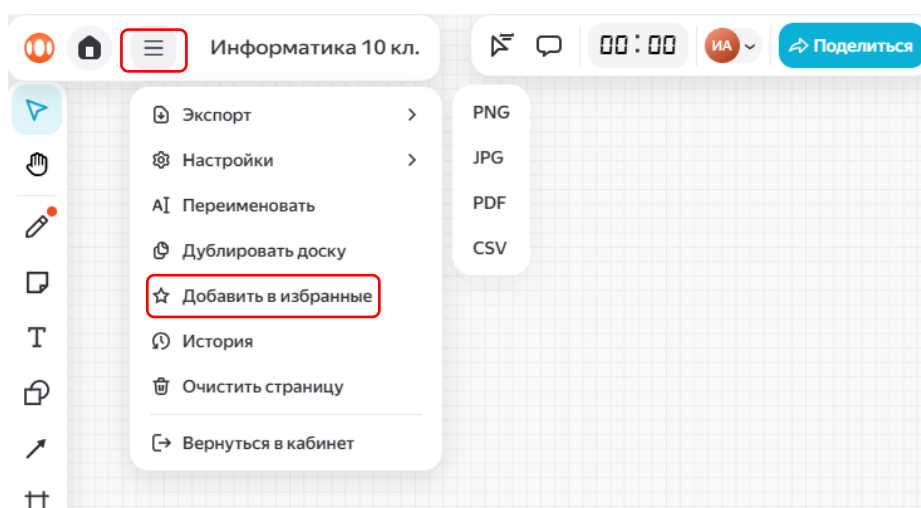 Информатика 10 кл.
00:00
ИА
Поделиться
Экспорт
Настройки
Переименовать
Дублировать доску
Добавить в избранные
История
Очистить страницу
Вернуться в кабинет
PNG
JPG
PDF
CSV